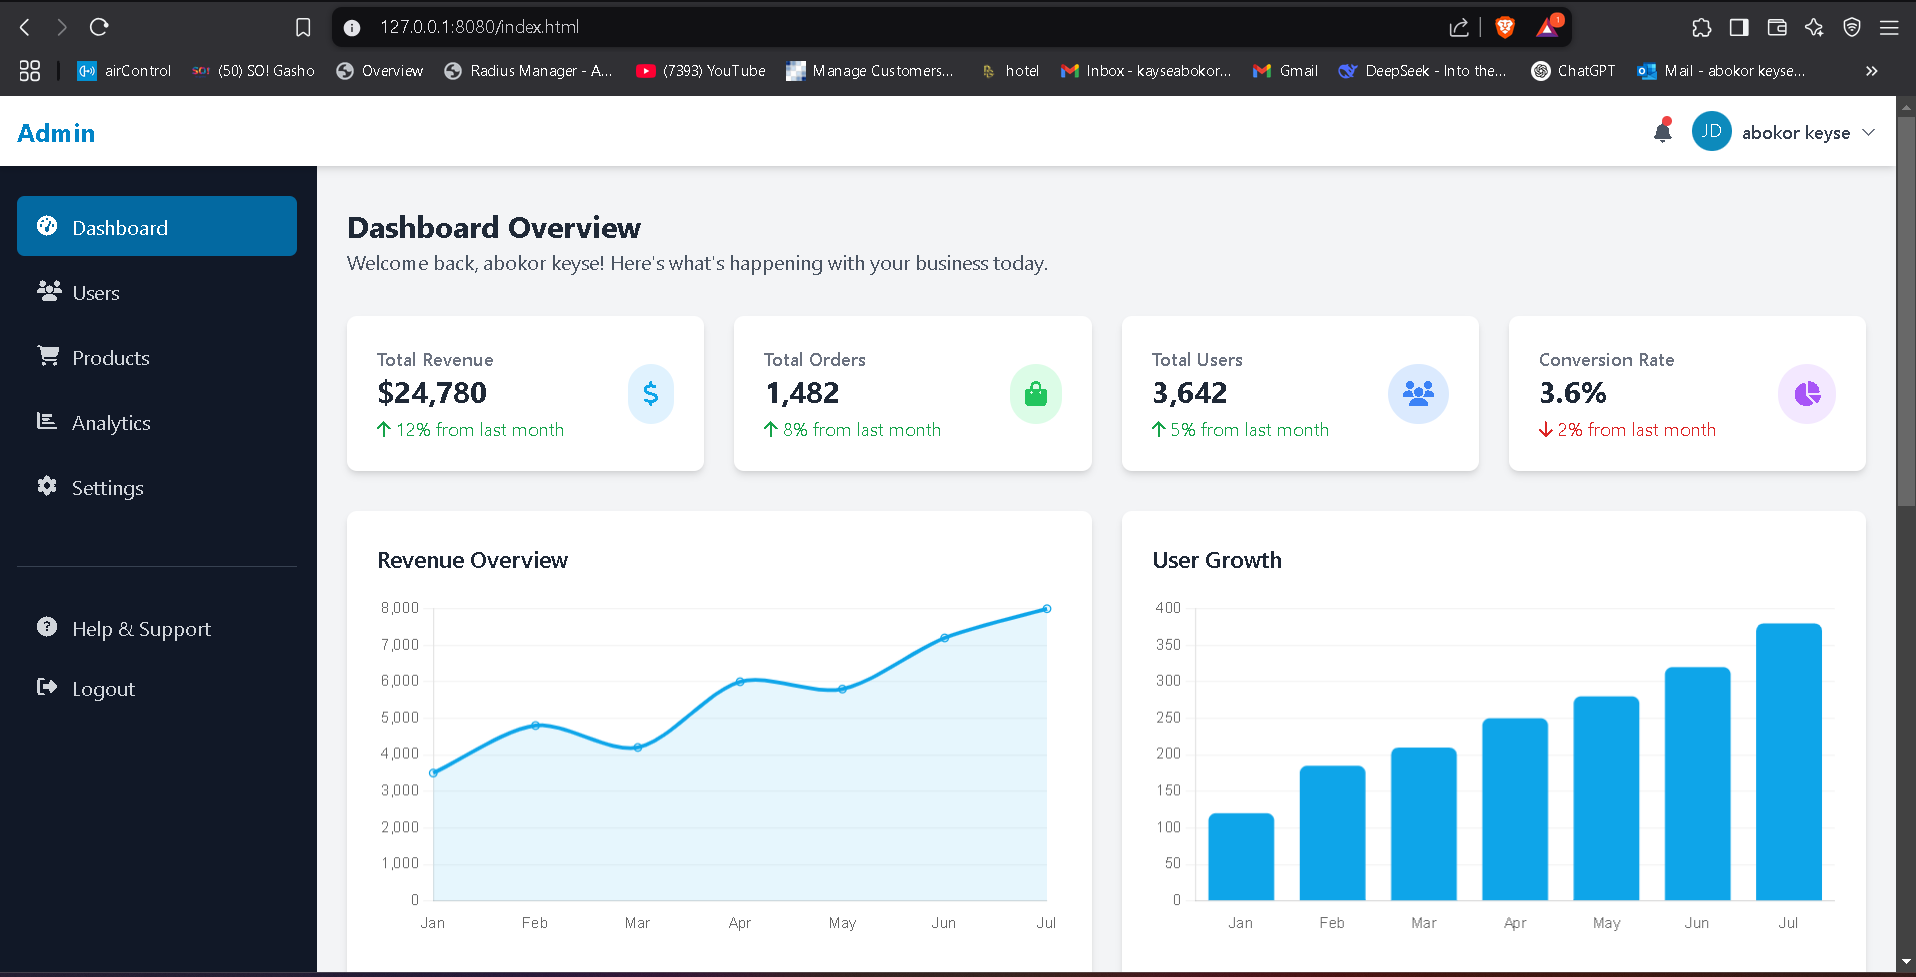 127.0.0.1:8080/index.html
1
airControl
SO! (50) SO! Gasho
Overview
Radius Manager - A...
(7393) YouTube
Manage Customers...
hotel
Inbox - kayseabokor...
Gmail
DeepSeek - Into the...
ChatGPT
Mail - abokor keyse...
Admin
JD abokor keyse
Dashboard
Users
Products
Analytics
Settings
Help & Support
Logout
Dashboard Overview
Welcome back, abokor keyse! Here's what's happening with your business today.
Total Revenue
$24,780
12% from last month
$
Total Orders
1,482
8% from last month
Total Users
3,642
5% from last month
Conversion Rate
3.6%
2% from last month
Revenue Overview
8,000
7,000
6,000
5,000
4,000
3,000
2,000
1,000
0
Jan Feb Mar Apr May Jun Jul
User Growth
400
350
300
250
200
150
100
50
0
Jan Feb Mar Apr May Jun Jul